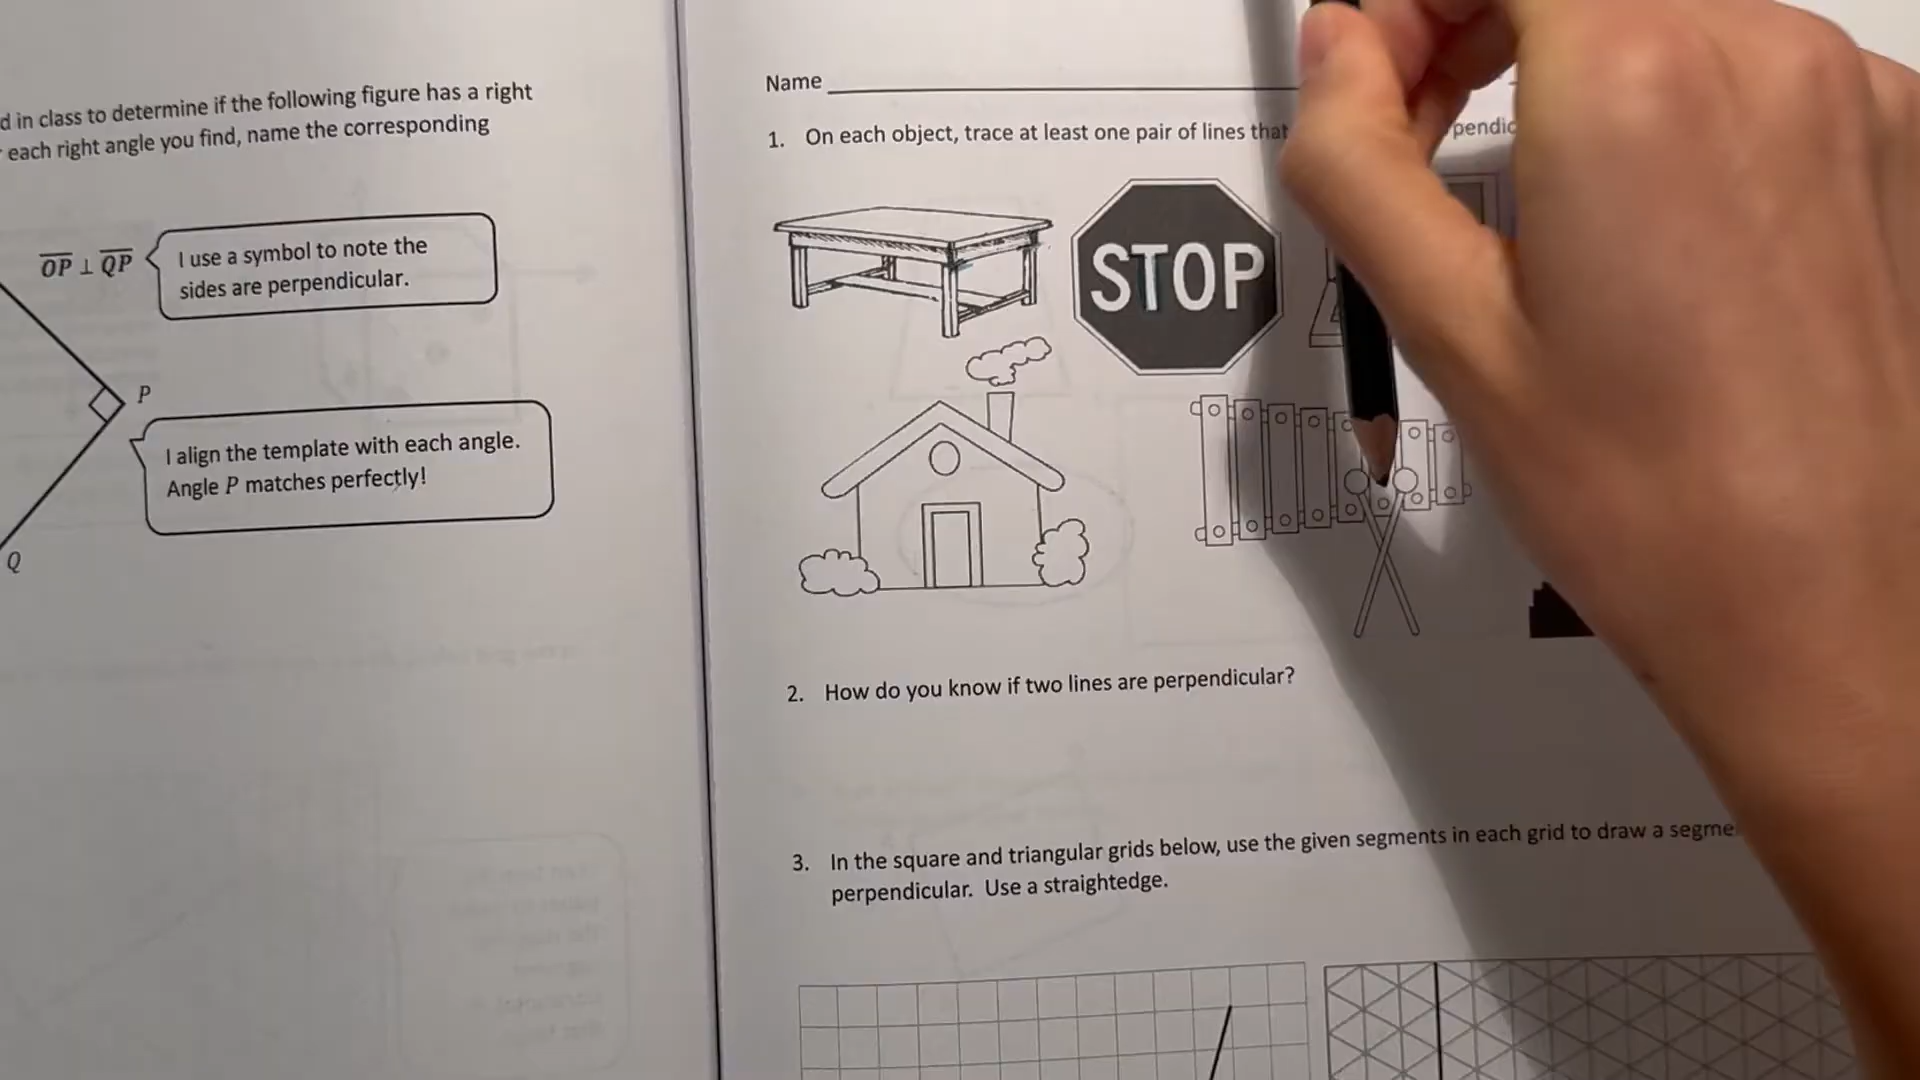 d in class to determine if the following figure has a right
each right angle you find, name the corresponding
OP ⊥ QP
I use a symbol to note the
sides are perpendicular.
P
I align the template with each angle.
Angle P matches perfectly!
Q
Name
1. On each object, trace at least one pair of lines that
STOP
2. How do you know if two lines are perpendicular?
3. In the square and triangular grids below, use the given segments in each grid to draw a segme
perpendicular. Use a straightedge.